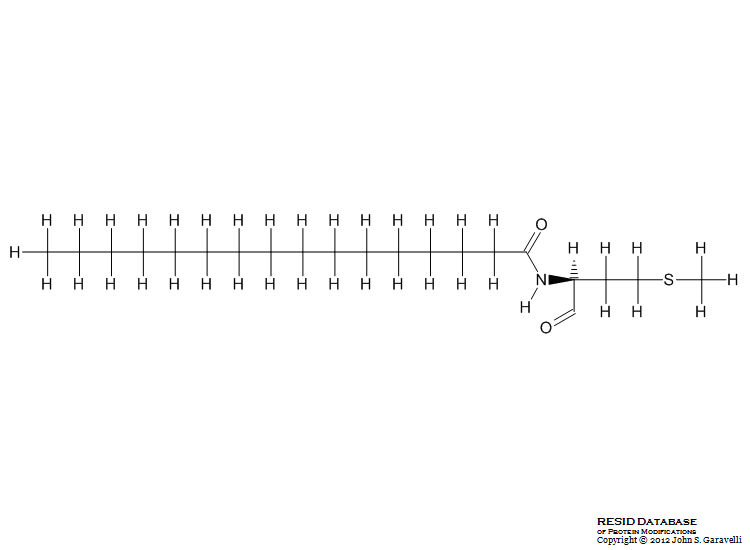 H H H H H H H H H H H H H H H O
H H H H
H
N S H
H H H H H H H H H H H H H H H
H H H H
O
RESID DATABASE
OF PROTEIN MODIFICATIONS
Copyright © 2012 John S. Garavelli